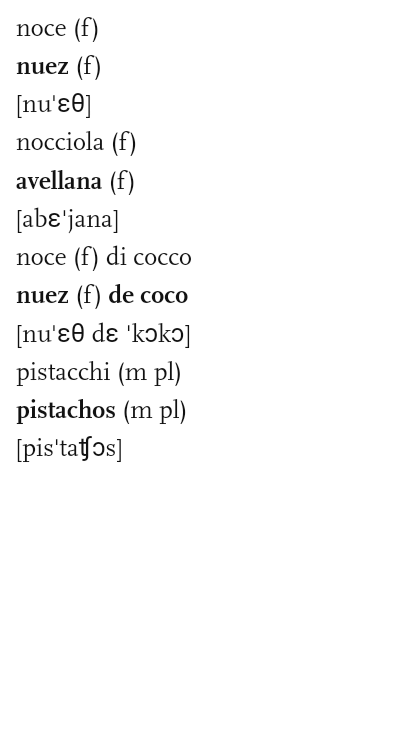 noce (f)
nuez (f)
[nu'ɛθ]
nocciola (f)
avellana (f)
[abɛ'jana]
noce (f) di cocco
nuez (f) de coco
[nu'ɛθ dɛ 'kɔkɔ]
pistacchi (m pl)
pistachos (m pl)
[pis'taʧɔs]